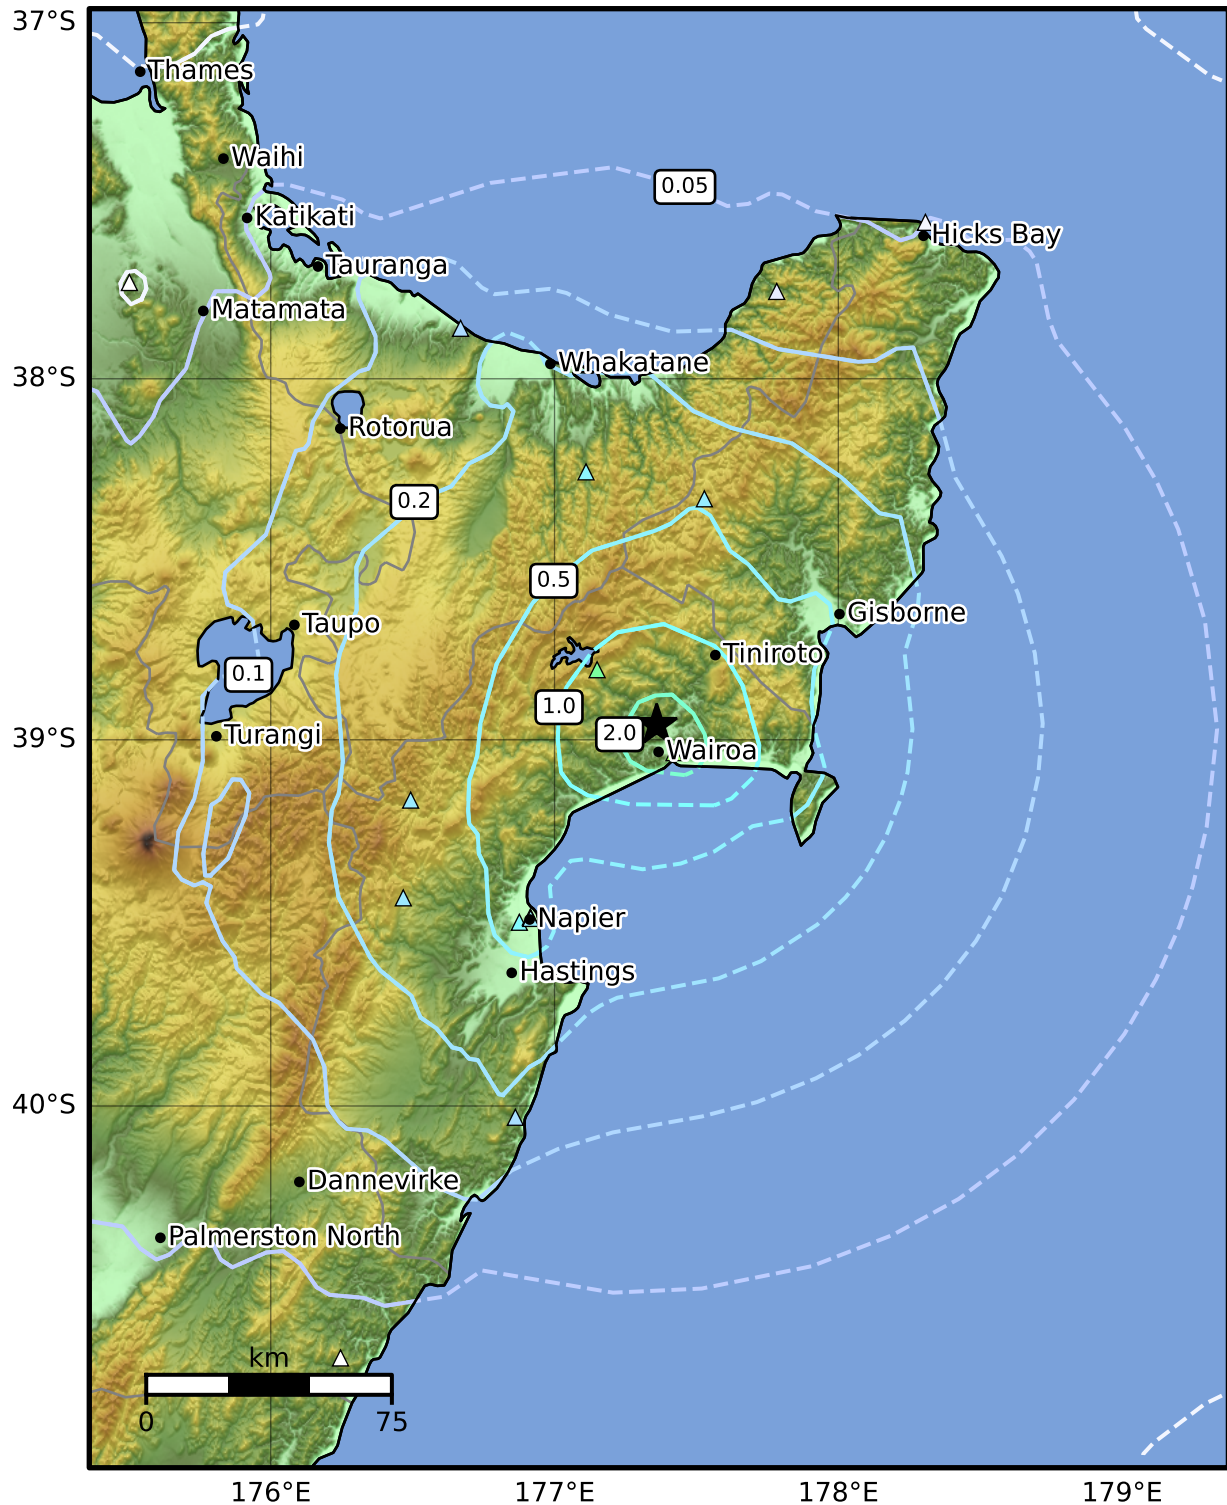 37°S
Thames
Waihi
0.05
Katikati
Hicks Bay
Tauranga
Matamata
Whakatane
38°S
Rotorua
0.2
0.5
Gisborne
Taupo
Tiniroto
0.1
1.0
2.0
39°S
Turangi
Wairoa
Napier
Hastings
40°S
Dannevirke
Palmerston North
km
0 75
176°E 177°E 178°E 179°E